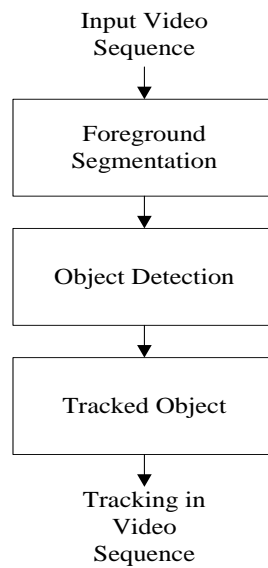 Input Video
Sequence
Foreground
Segmentation
Object Detection
Tracked Object
Tracking in
Video
Sequence